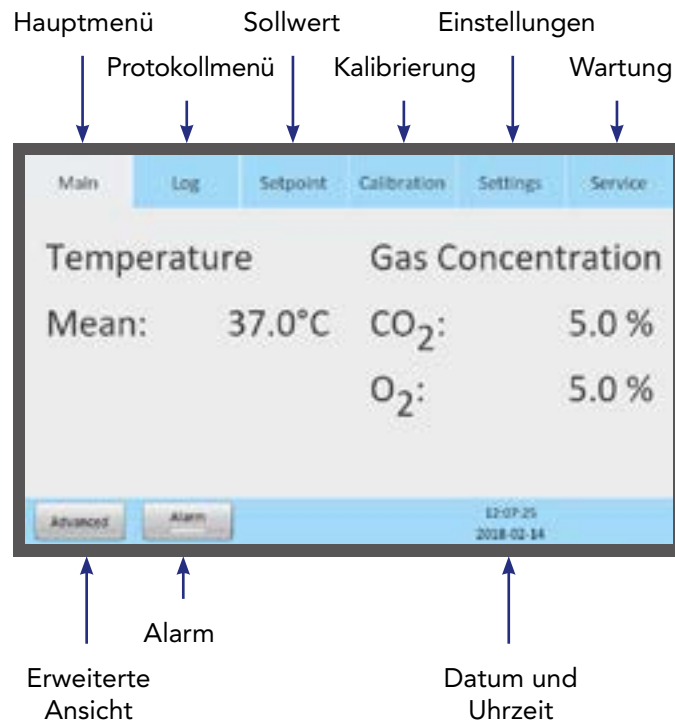 Hauptmenü Sollwert Einstellungen
Protokollmenü Kalibrierung Wartung
Main Log Setpoint Calibration Settings Service
Temperature Gas Concentration
Mean: 37.0°C CO₂: 5.0 %
O₂: 5.0 %
Advanced Alarm 12:07:25
2018-02-14
Alarm
Erweiterte Datum und
Ansicht Uhrzeit